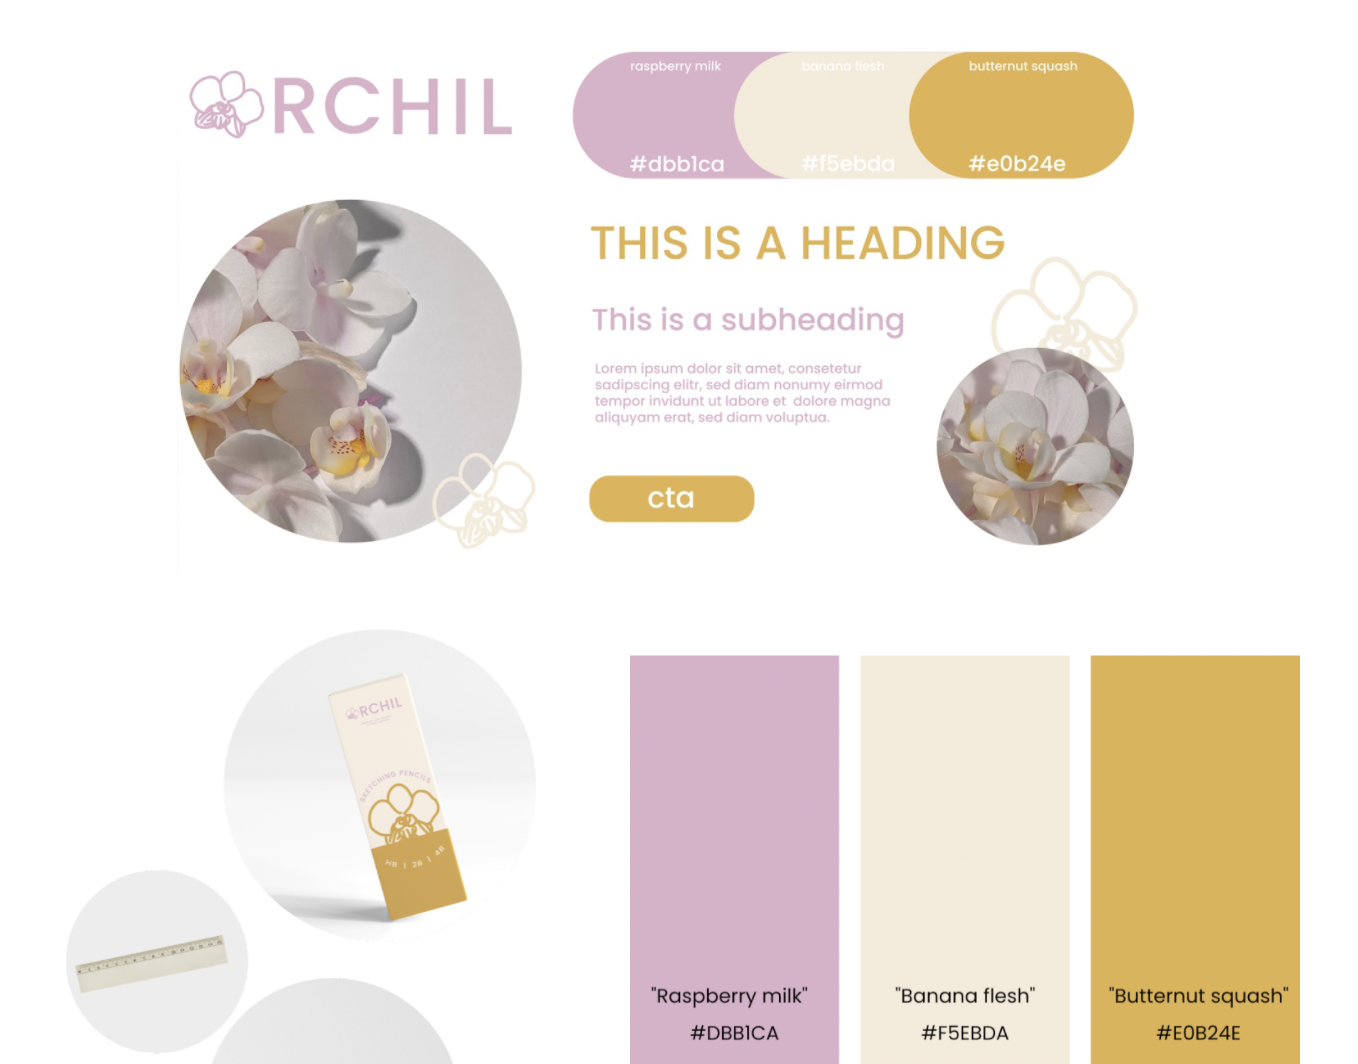 RCHIL
raspberry milk
banana flesh
butternut squash
#dbb1ca
#f5ebda
#e0b24e
THIS IS A HEADING
This is a subheading
Lorem ipsum dolor sit amet, consetetur
sadipscing elitr, sed diam nonumy eirmod
tempor invidunt ut labore et dolore magna
aliquyam erat, sed diam voluptua.
cta
RCHIL
SKETCHING PENCILS
HB | 2B | 4B
"Raspberry milk"
#DBB1CA
"Banana flesh"
#F5EBDA
"Butternut squash"
#E0B24E